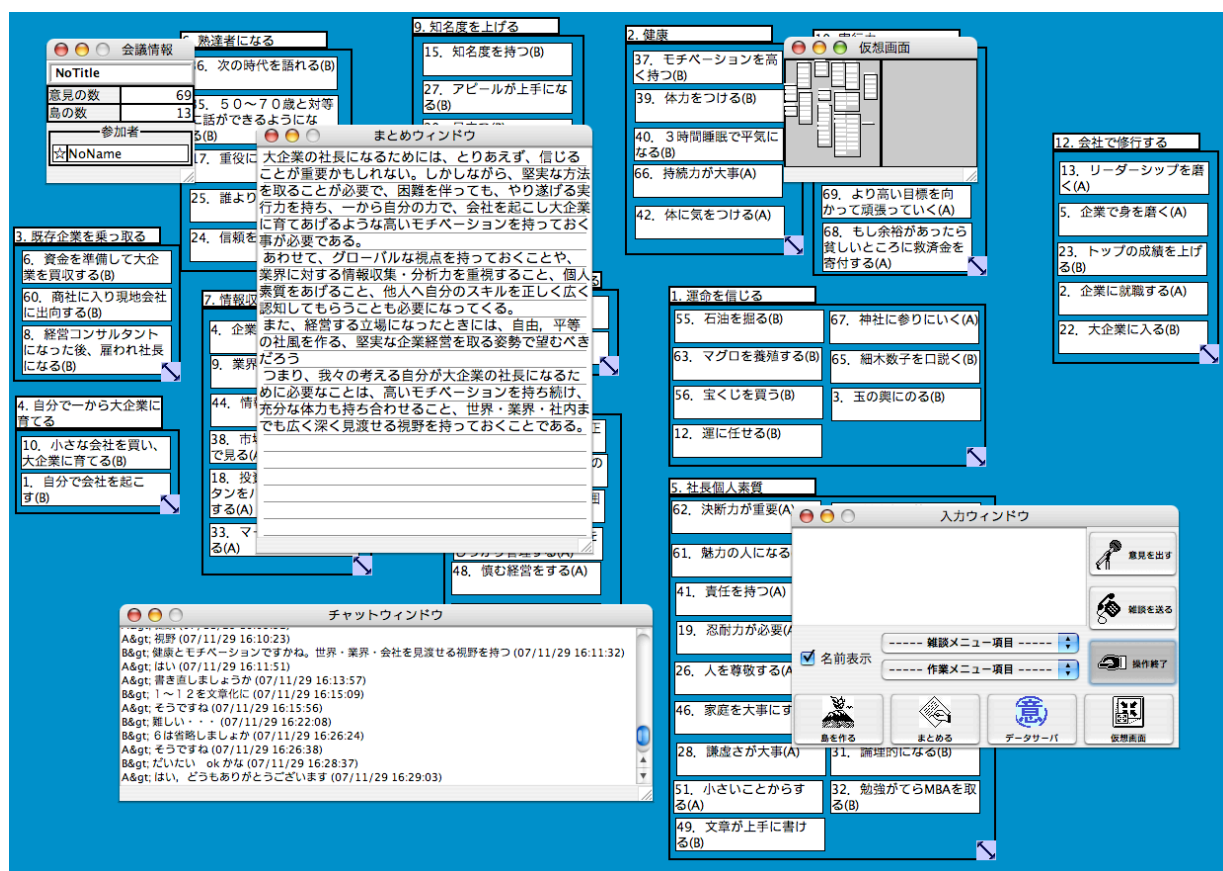 9. 知名度を上げる
15. 知名度を持つ(B)
27. アピールが上手にな
る(B)
熟達者になる
36. 次の時代を語れる(B)
35. ５０〜７０歳と対等
に話ができるようにな
る(B)
17. 重役に
25. 誰より
24. 信頼を
会議情報
NoTitle
意見の数 69
島の数 13
参加者
☆NoName
2. 健康
37. モチベーションを高
く持つ(B)
39. 体力をつける(B)
40. ３時間睡眠で平気に
なる(B)
66. 持続力が大事(A)
42. 体に気をつける(A)
仮想画面
69. より高い目標を向
かって頑張っていく(A)
68. もし余裕があったら
貧しいところに救済金を
寄付する(A)
12. 会社で修行する
13. リーダーシップを磨
く(A)
5. 企業で身を磨く(A)
23. トップの成績を上げ
る(B)
2. 企業に就職する(A)
22. 大企業に入る(B)
3. 既存企業を乗っ取る
6. 資金を準備して大企
業を買収する(B)
60. 商社に入り現地会社
に出向する(B)
8. 経営コンサルタント
になった後、雇われ社長
になる(B)
4. 自分で一から大企業に
育てる
10. 小さな会社を買い、
大企業に育てる(B)
1. 自分で会社を起こ
す(B)
7. 情報収
4. 企業
9. 業界
44. 情
38. 市
で見る(A)
18. 投資
タンを
する(A)
33. マー
る(A)
48. 慎む経営をする(A)
まとめウィンドウ
大企業の社長になるためには、とりあえず、信じる
ことが重要かもしれない。しかしながら、堅実な方法
を取ることが必要で、困難を伴っても、やり遂げる実
行力を持ち、一から自分の力で、会社を起こし大企業
に育てあげるような高いモチベーションを持っておく
事が必要である。
あわせて、グローバルな視点を持っておくことや、
業界に対する情報収集・分析力を重視すること、個人
素質をあげること、他人へ自分のスキルを正しく広く
認知してもらうことも必要になってくる。
また、経営する立場になったときには、自由，平等
の社風を作る、堅実な企業経営を取る姿勢で望むべき
だろう
つまり、我々の考える自分が大企業の社長になるた
めに必要なことは、高いモチベーションを持ち続け、
充分な体力も持ち合わせること、世界・業界・社内ま
でも広く深く見渡せる視野を持っておくことである。
1. 運命を信じる
55. 石油を掘る(B)
67. 神社に参りにいく(A)
63. マグロを養殖する(B)
65. 細木数子を口説く(B)
56. 宝くじを買う(B)
3. 玉の輿にのる(B)
12. 運に任せる(B)
5. 社長個人素質
62. 決断力が重要(A)
61. 魅力の人になる
41. 責任を持つ(A)
19. 忍耐力が必要(A
26. 人を尊敬する(A
46. 家庭を大事にす
28. 謙虚さが大事(A)
31. 論理的になる(B)
51. 小さいことからす
る(A)
32. 勉強がてらMBAを取
る(B)
49. 文章が上手に書け
る(B)
入力ウィンドウ
意見を出す
雑談を送る
名前表示
----- 雑談メニュー項目 -----
----- 作業メニュー項目 -----
操作終了
島を作る
まとめる
意
データサーバ
仮想画面
チャットウィンドウ
A&gt; 視野 (07/11/29 16:10:23)
B&gt; 健康とモチベーションですかね。世界・業界・会社を見渡せる視野を持つ (07/11/29 16:11:32)
A&gt; はい (07/11/29 16:11:51)
A&gt; 書き直しましょうか (07/11/29 16:13:57)
B&gt; １〜１２を文章化に (07/11/29 16:15:09)
A&gt; そうですね (07/11/29 16:15:56)
B&gt; 難しい・・・ (07/11/29 16:22:08)
B&gt; ６は省略しましょか (07/11/29 16:26:24)
A&gt; そうですね (07/11/29 16:26:38)
B&gt; だいたい　ok かな (07/11/29 16:28:37)
A&gt; はい，どうもありがとうございます (07/11/29 16:29:03)